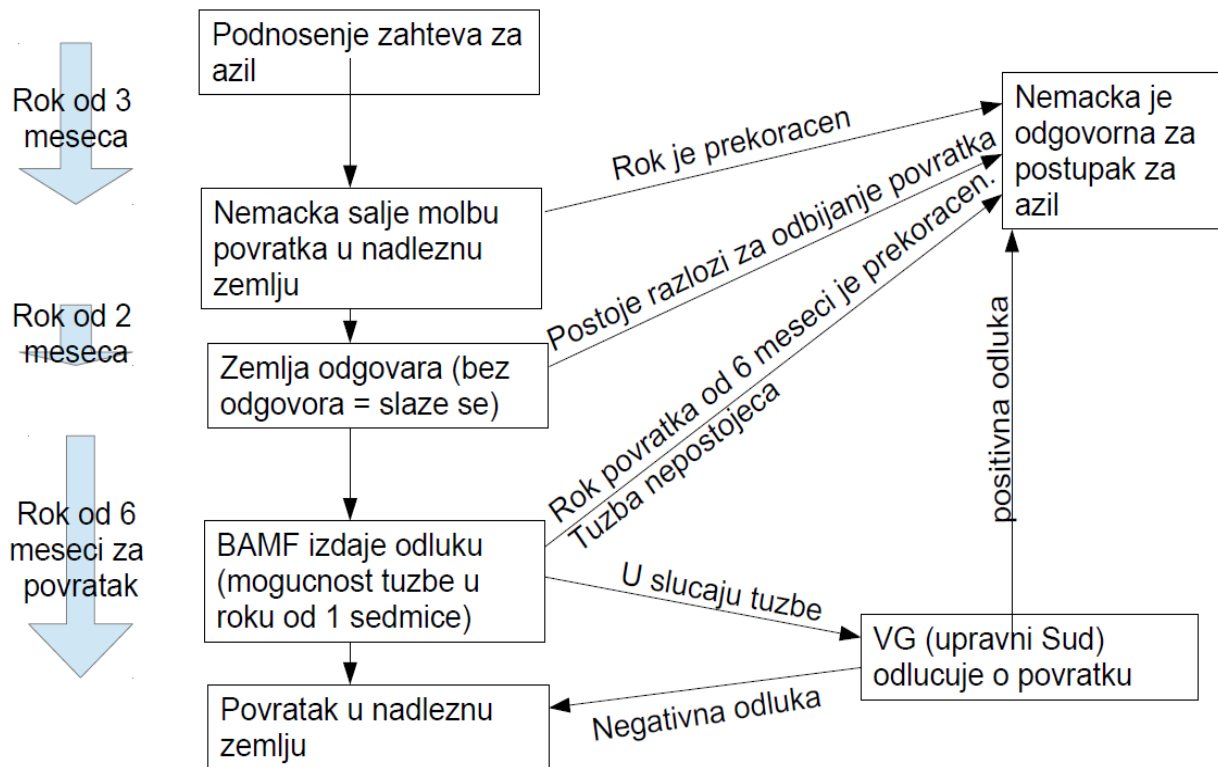 Podnosenje zahteva za
azil
Rok od 3
meseca
Rok je prekoracen
Nemacka je
odgovorna za
postupak za
azil
Nemacka salje molbu
povratka u nadleznu
zemlju
Postoje razlozi za odbijanje povratka
Rok od 2
meseca
Zemlja odgovara (bez
odgovora = slaze se)
Rok povratka od 6 meseci je prekoracen.
Tuzba nepostojeca
positivna odluka
Rok od 6
meseci za
povratak
BAMF izdaje odluku
(mogucnost tuzbe u
roku od 1 sedmice)
U slucaju tuzbe
VG (upravni Sud)
odlucuje o povratku
Negativna odluka
Povratak u nadleznu
zemlju